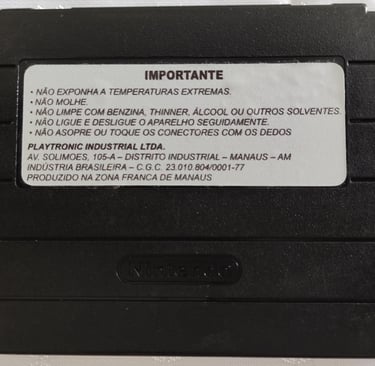 IMPORTANTE
• NÃO EXPONHA A TEMPERATURAS EXTREMAS.
• NÃO MOLHE.
• NÃO LIMPE COM BENZINA, THINNER, ÁLCOOL OU OUTROS SOLVENTES.
• NÃO LIGUE E DESLIGUE O APARELHO SEGUIDAMENTE.
• NÃO ASOPRE OU TOQUE OS CONECTORES COM OS DEDOS
PLAYTRONIC INDUSTRIAL LTDA.
AV. SOLIMOES, 105-A – DISTRITO INDUSTRIAL – MANAUS – AM
INDÚSTRIA BRASILEIRA – C.G.C. 23.010.804/0001-77
PRODUZIDO NA ZONA FRANCA DE MANAUS
Nintendo